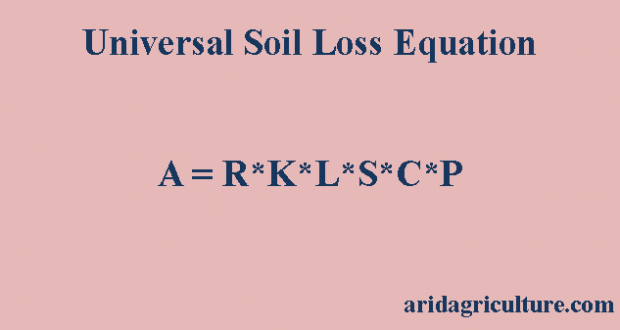 Universal Soil Loss Equation
A = R*K*L*S*C*P
aridagriculture.com